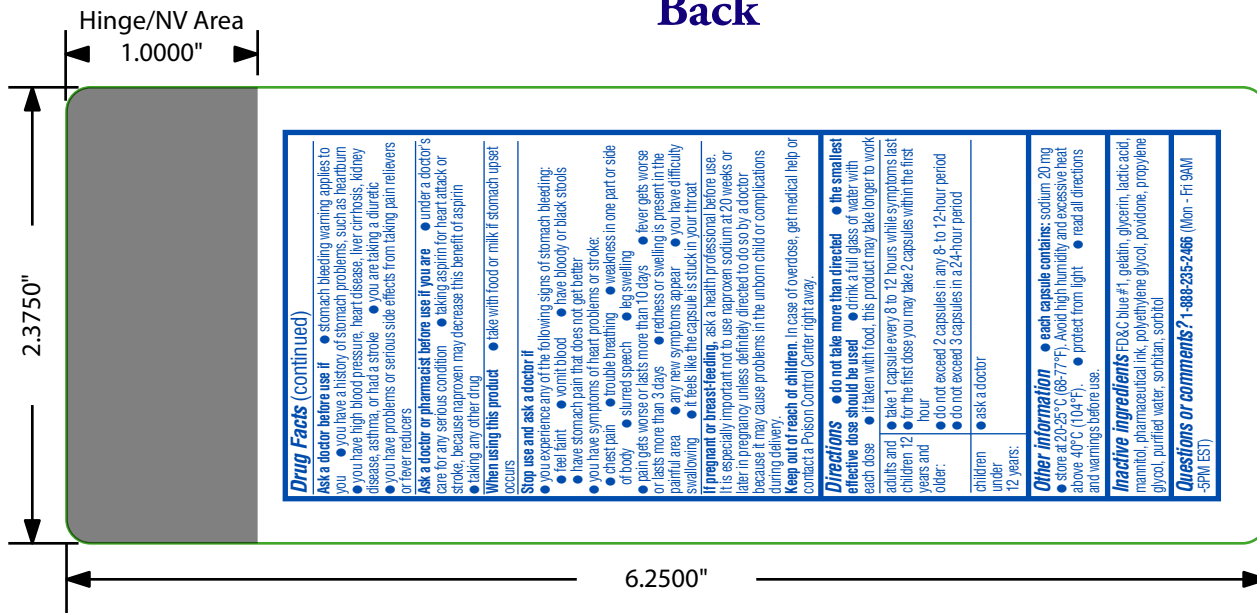 Back
Hinge/NV Area
1.0000"
2.3750"
Drug Facts (continued)
Ask a doctor before use if ● stomach bleeding warning applies to
you ● you have a history of stomach problems, such as heartburn
● you have high blood pressure, heart disease, liver cirrhosis, kidney
disease, asthma, or had a stroke ● you are taking a diuretic
● you have problems or serious side effects from taking pain relievers
or fever reducers
Ask a doctor or pharmacist before use if you are ● under a doctor's
care for any serious condition ● taking aspirin for heart attack or
stroke, because naproxen may decrease this benefit of aspirin
● taking any other drug
When using this product ● take with food or milk if stomach upset
occurs
Stop use and ask a doctor if
● you experience any of the following signs of stomach bleeding:
● feel faint ● vomit blood ● have bloody or black stools
● have stomach pain that does not get better
● you have symptoms of heart problems or stroke:
● chest pain ● trouble breathing ● weakness in one part or side
of body ● slurred speech ● leg swelling
● pain gets worse or lasts more than 10 days ● fever gets worse
or lasts more than 3 days ● redness or swelling is present in the
painful area ● any new symptoms appear ● you have difficulty
swallowing ● it feels like the capsule is stuck in your throat
If pregnant or breast-feeding, ask a health professional before use.
It is especially important not to use naproxen sodium at 20 weeks or
later in pregnancy unless definitely directed to do so by a doctor
because it may cause problems in the unborn child or complications
during delivery.
Keep out of reach of children. In case of overdose, get medical help or
contact a Poison Control Center right away.
Directions ● do not take more than directed ● the smallest
effective dose should be used ● drink a full glass of water with
each dose ● if taken with food, this product may take longer to work
adults and children 12 years and older:
● take 1 capsule every 8 to 12 hours while symptoms last
● for the first dose you may take 2 capsules within the first
hour
● do not exceed 2 capsules in any 8- to 12-hour period
● do not exceed 3 capsules in a 24-hour period
children under 12 years:
● ask a doctor
Other information ● each capsule contains: sodium 20 mg
● store at 20-25°C (68-77°F). Avoid high humidity and excessive heat
above 40°C (104°F). ● protect from light ● read all directions
and warnings before use.
Inactive ingredients FD&C blue #1, gelatin, glycerin, lactic acid,
mannitol, pharmaceutical ink, polyethylene glycol, povidone, propylene
glycol, purified water, sorbitan, sorbitol
Questions or comments? 1-888-235-2466 (Mon - Fri 9AM
-5PM EST)
6.2500"